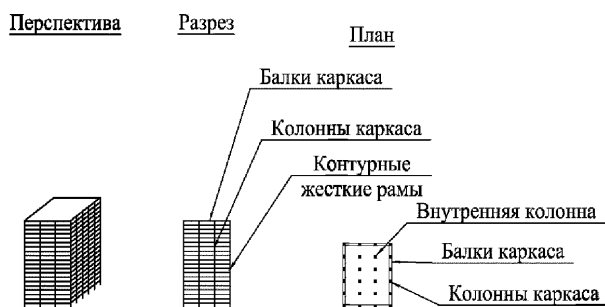 Перспектива
Разрез
План
Балки каркаса
Колонны каркаса
Контурные
жесткие рамы
Внутренняя колонна
Балки каркаса
Колонны каркаса